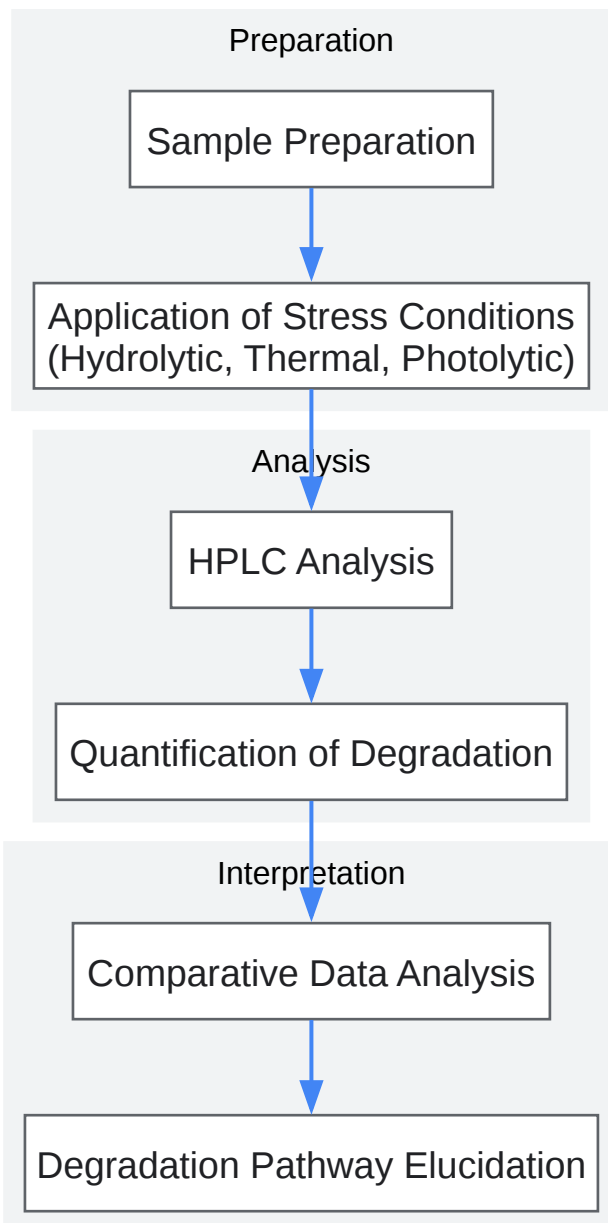 Preparation
Sample Preparation
Application of Stress Conditions
(Hydrolytic, Thermal, Photolytic)
Analysis
HPLC Analysis
Quantification of Degradation
Interpretation
Comparative Data Analysis
Degradation Pathway Elucidation